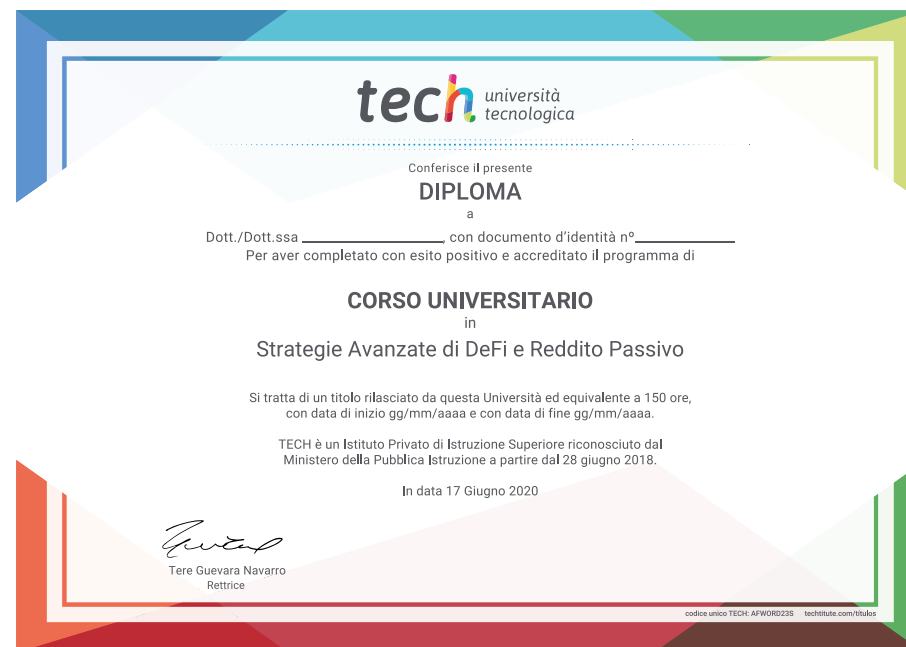 tech università
tecnologica
Conferisce il presente
DIPLOMA
a
Dott./Dott.ssa ____________________, con documento d'identità nº______________
Per aver completato con esito positivo e accreditato il programma di
CORSO UNIVERSITARIO
in
Strategie Avanzate di DeFi e Reddito Passivo
Si tratta di un titolo rilasciato da questa Università ed equivalente a 150 ore,
con data di inizio gg/mm/aaaa e con data di fine gg/mm/aaaa.
TECH è un Istituto Privato di Istruzione Superiore riconosciuto dal
Ministero della Pubblica Istruzione a partire dal 28 giugno 2018.
In data 17 Giugno 2020
Tere Guevara Navarro
Rettrice
codice unico TECH: AFWORD23S techtitute.com/titulos